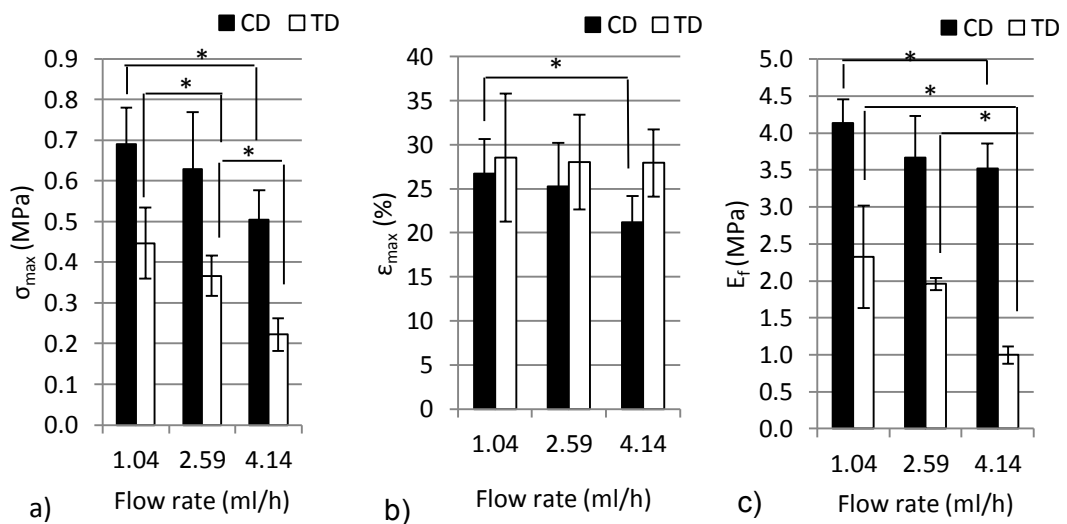 CD TD
0.9
0.8
0.7
0.6
0.5
0.4
0.3
0.2
0.1
0.0
σmax (MPa)
*
*
*
1.04 2.59 4.14
Flow rate (ml/h)
a)
CD TD
40
35
30
25
20
15
10
5
0
εmax (%)
*
1.04 2.59 4.14
Flow rate (ml/h)
b)
CD TD
5.0
4.5
4.0
3.5
3.0
2.5
2.0
1.5
1.0
0.5
0.0
Ef (MPa)
*
*
*
1.04 2.59 4.14
Flow rate (ml/h)
c)